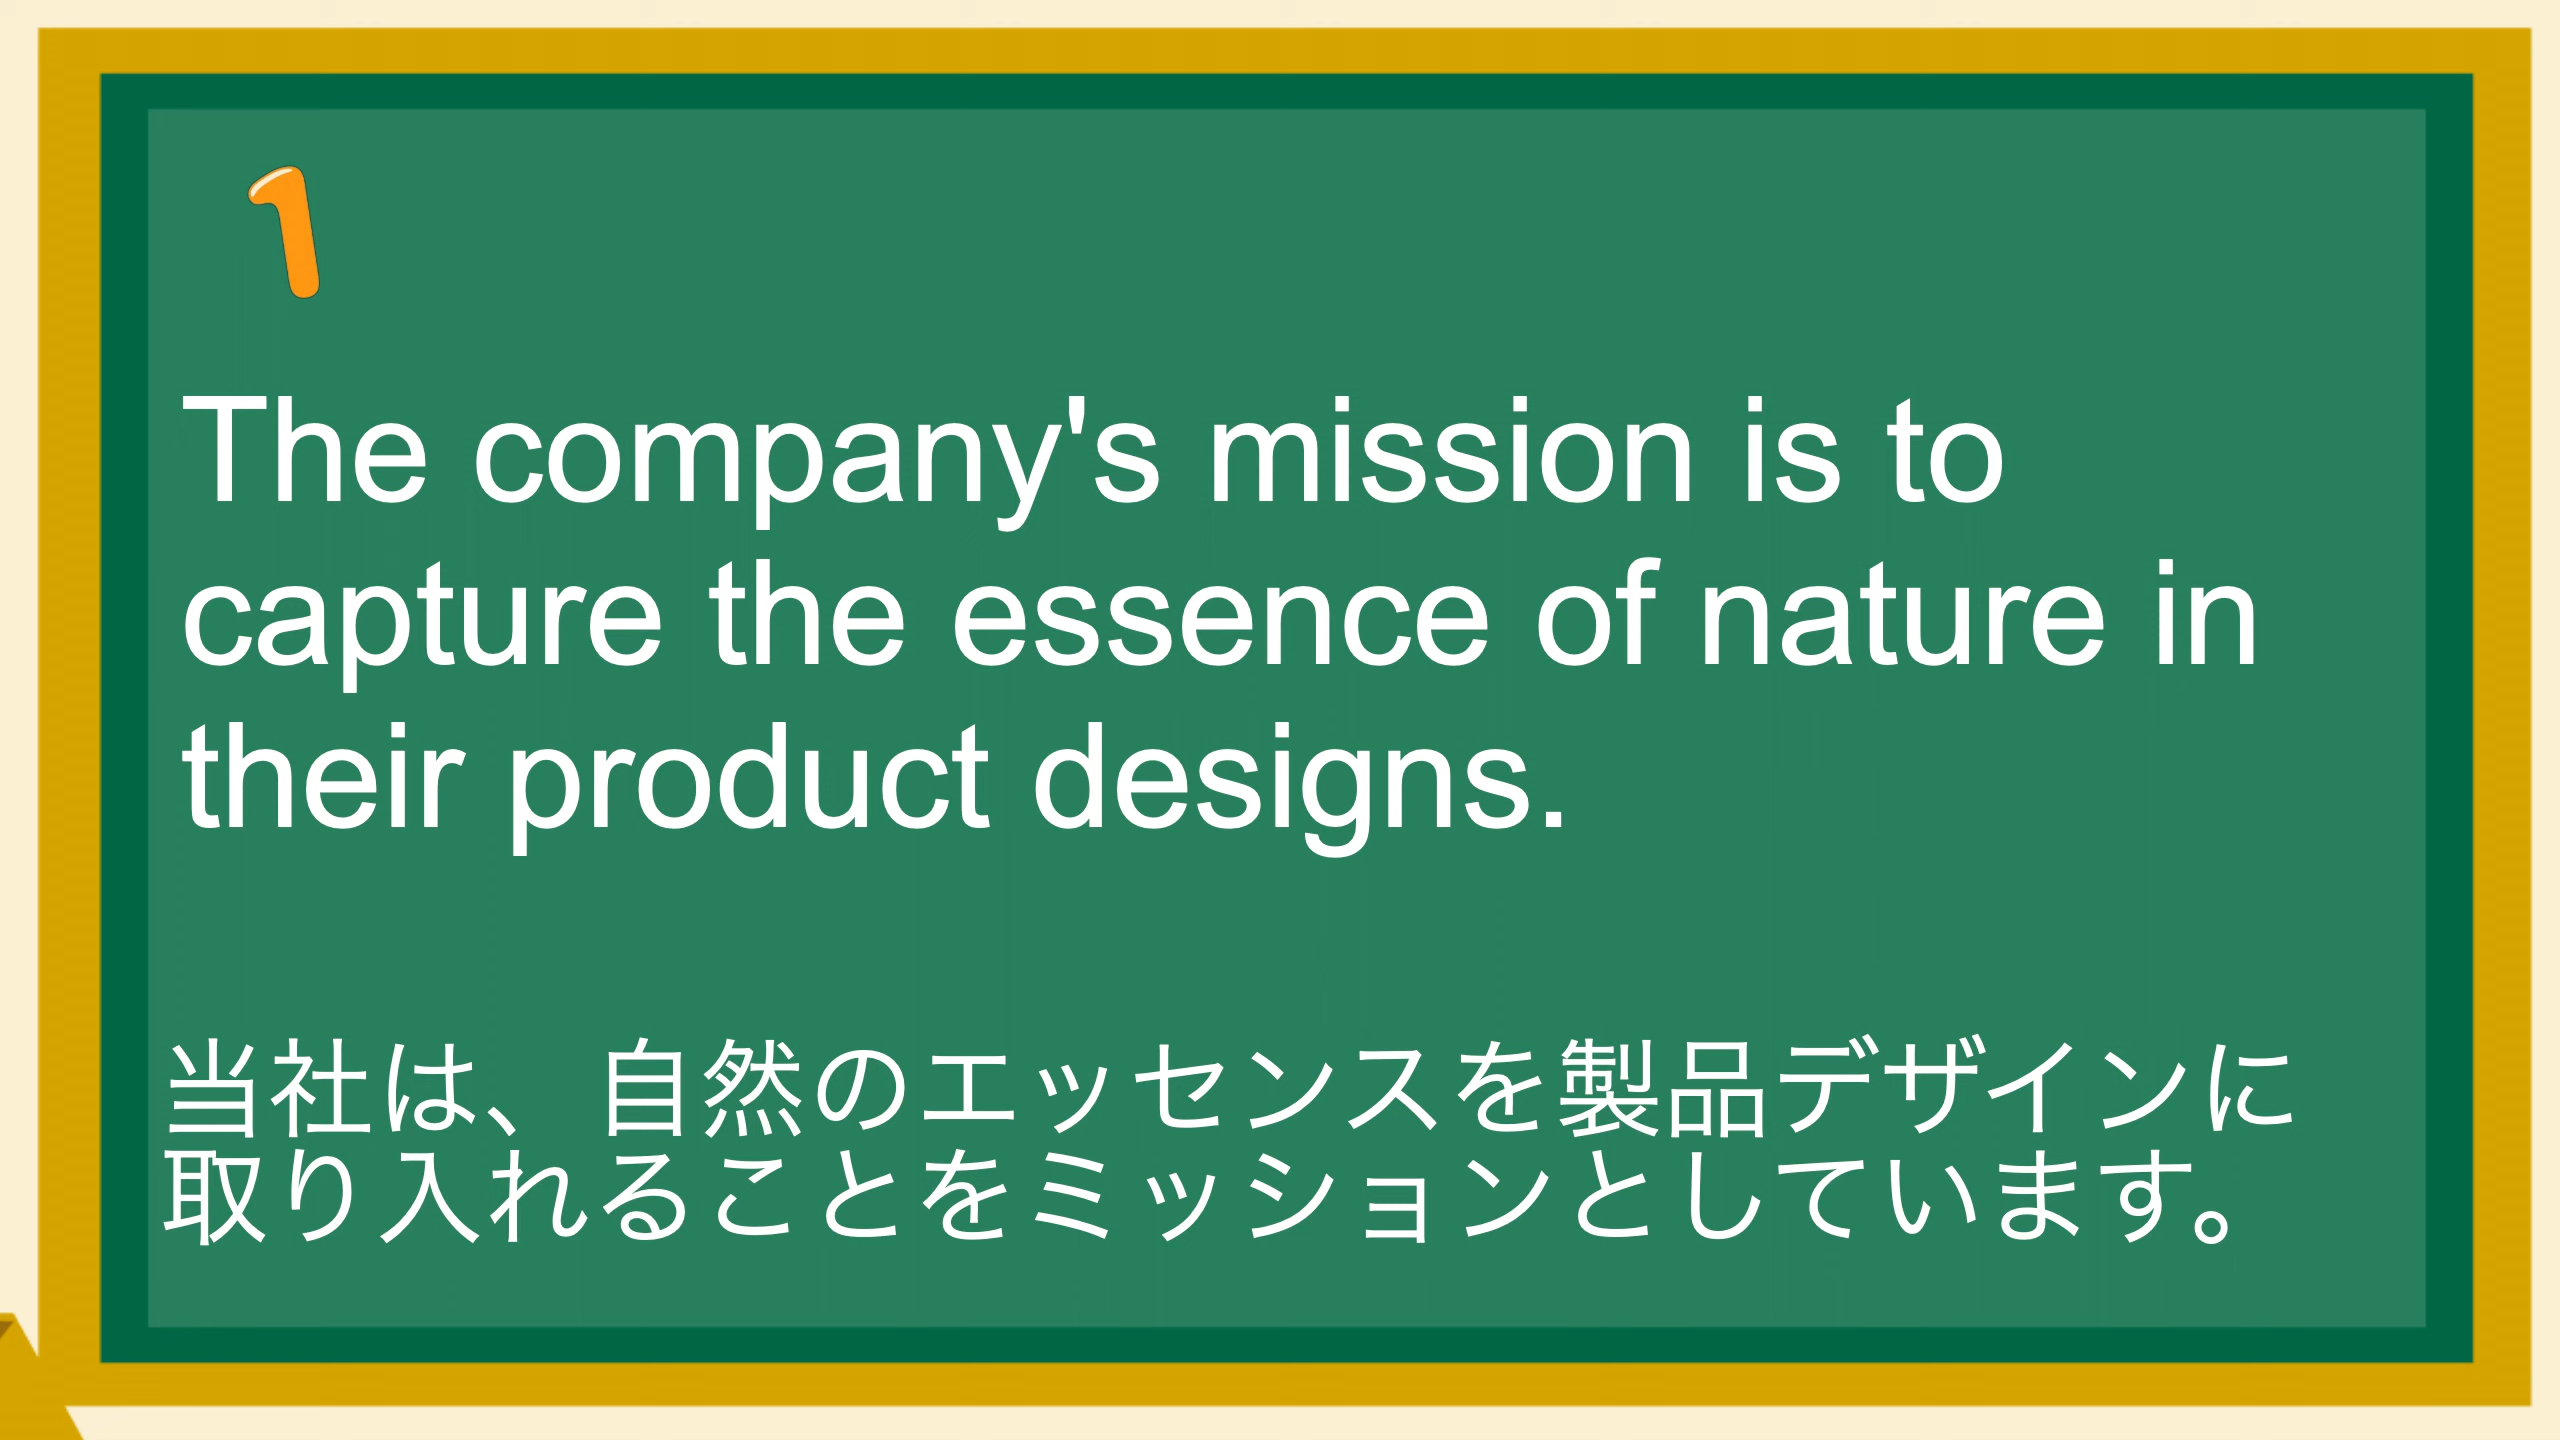 1
The company's mission is to
capture the essence of nature in
their product designs.
当社は、自然のエッセンスを製品デザインに
取り入れることをミッションとしています。